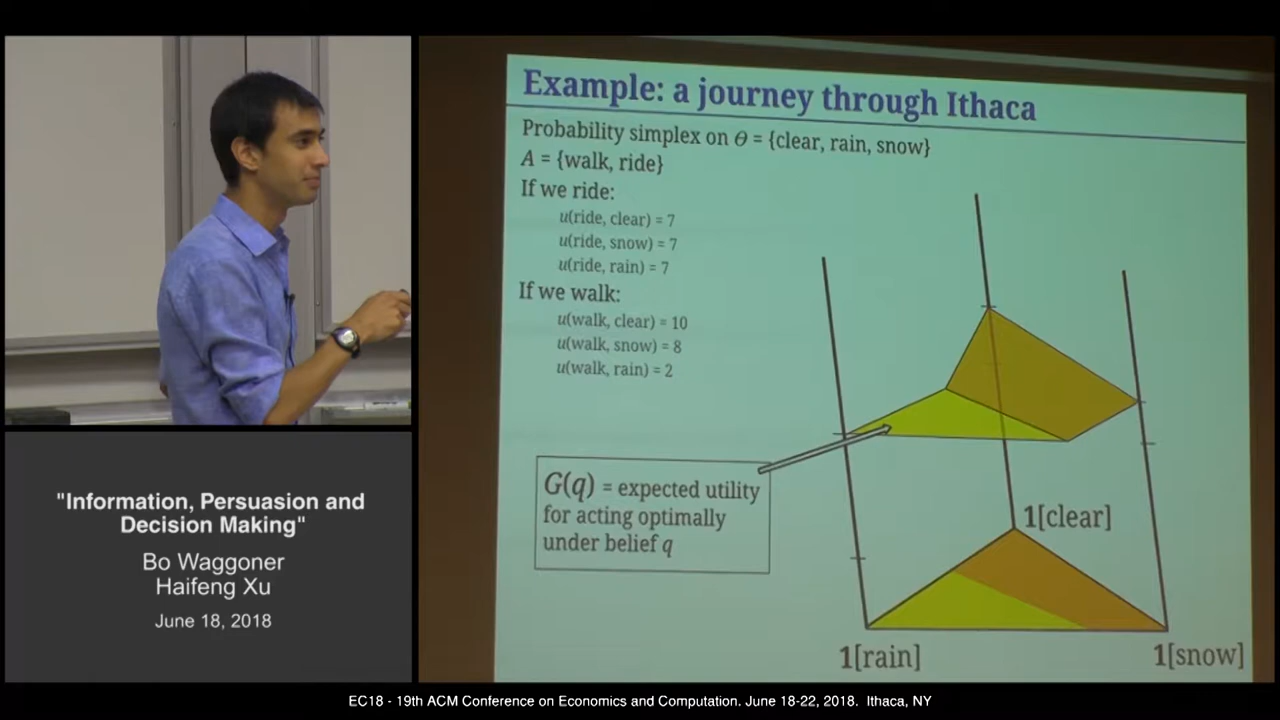 Example: a journey through Ithaca
Probability simplex on Θ = {clear, rain, snow}
A = {walk, ride}
If we ride:
u(ride, clear) = 7
u(ride, snow) = 7
u(ride, rain) = 7
If we walk:
u(walk, clear) = 10
u(walk, snow) = 8
u(walk, rain) = 2
G(q) = expected utility
for acting optimally
under belief q
1[clear]
1[rain]
1[snow]
"Information, Persuasion and
Decision Making"
Bo Waggoner
Haifeng Xu
June 18, 2018
EC18 - 19th ACM Conference on Economics and Computation. June 18-22, 2018. Ithaca, NY